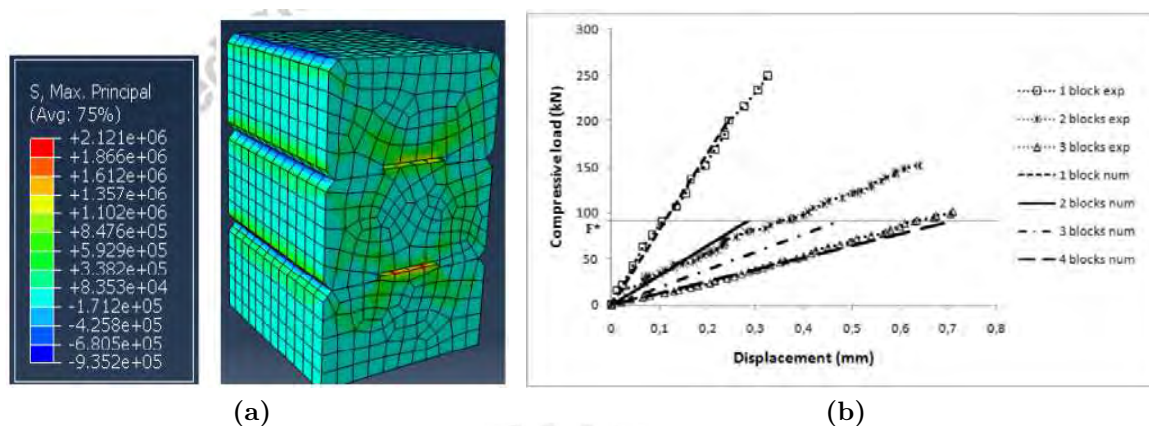 S, Max. Principal
(Avg: 75%)
+2.121e+06
+1.866e+06
+1.612e+06
+1.357e+06
+1.102e+06
+8.476e+05
+5.929e+05
+3.382e+05
+8.353e+04
-1.712e+05
-4.258e+05
-6.805e+05
-9.352e+05
(a)
Compressive load (kN)
300
250
200
150
100
F*
50
0
0 0,1 0,2 0,3 0,4 0,5 0,6 0,7 0,8
Displacement (mm)
1 block exp
2 blocks exp
3 blocks exp
1 block num
2 blocks num
3 blocks num
4 blocks num
(b)